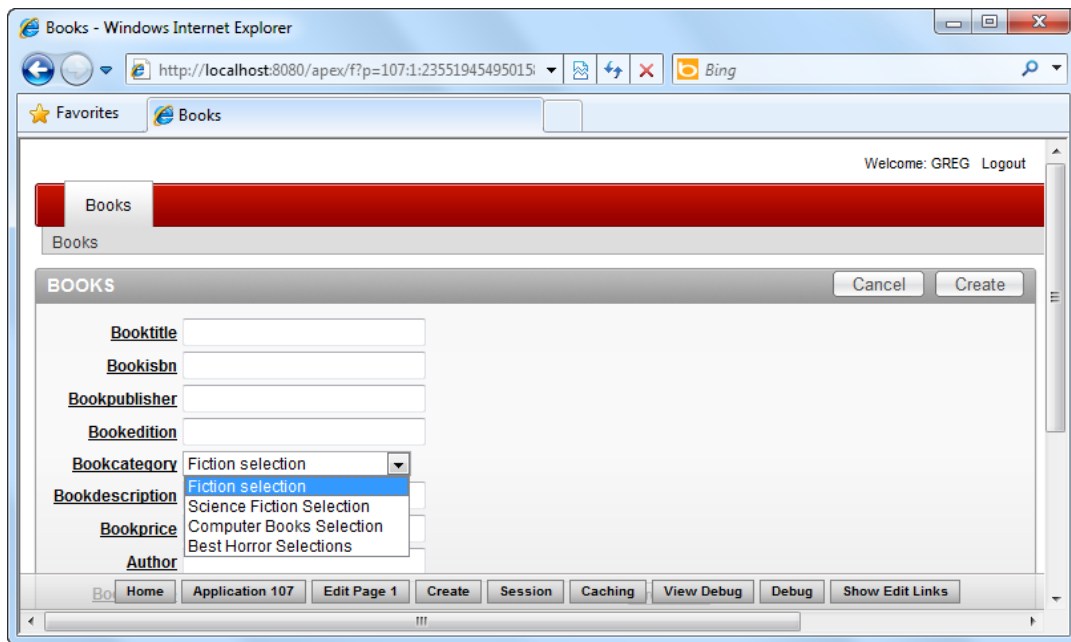 Books - Windows Internet Explorer
http://localhost:8080/apex/f?p=107:1:23551945495015
Bing
Favorites
Books
Welcome: GREG Logout
Books
Books
BOOKS
Cancel Create
Booktitle
Bookisbn
Bookpublisher
Bookedition
Bookcategory Fiction selection
Fiction selection
Bookdescription
Science Fiction Selection
Bookprice Computer Books Selection
Best Horror Selections
Author
Home Application 107 Edit Page 1 Create Session Caching View Debug Debug Show Edit Links